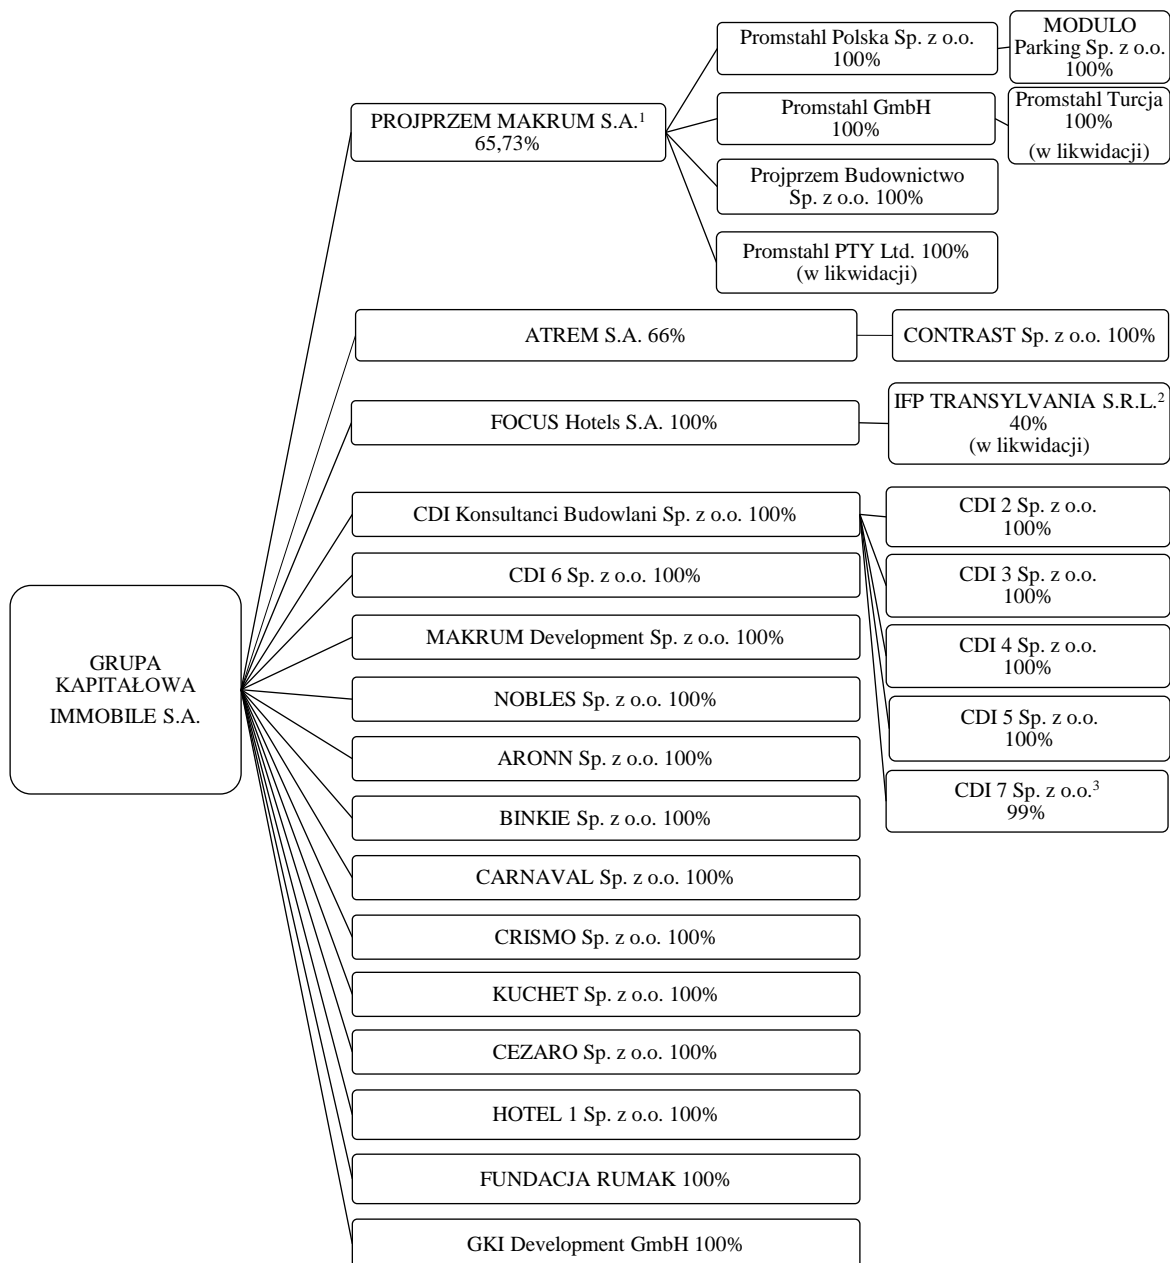 Promstahl Polska Sp. z o.o.
100%
MODULO
Parking Sp. z o.o.
100%
PROJPRZEM MAKRUM S.A.¹
65,73%
Promstahl GmbH
100%
Promstahl Turcja
100%
(w likwidacji)
Projprzem Budownictwo
Sp. z o.o. 100%
Promstahl PTY Ltd. 100%
(w likwidacji)
ATREM S.A. 66%
CONTRAST Sp. z o.o. 100%
FOCUS Hotels S.A. 100%
IFP TRANSYLVANIA S.R.L.²
40%
(w likwidacji)
CDI Konsultanci Budowlani Sp. z o.o. 100%
CDI 2 Sp. z o.o.
100%
CDI 6 Sp. z o.o. 100%
CDI 3 Sp. z o.o.
100%
MAKRUM Development Sp. z o.o. 100%
CDI 4 Sp. z o.o.
100%
GRUPA
KAPITAŁOWA
IMMOBILE S.A.
NOBLES Sp. z o.o. 100%
CDI 5 Sp. z o.o.
100%
ARONN Sp. z o.o. 100%
CDI 7 Sp. z o.o.³
99%
BINKIE Sp. z o.o. 100%
CARNAVAL Sp. z o.o. 100%
CRISMO Sp. z o.o. 100%
KUCHET Sp. z o.o. 100%
CEZARO Sp. z o.o. 100%
HOTEL 1 Sp. z o.o. 100%
FUNDACJA RUMAK 100%
GKI Development GmbH 100%